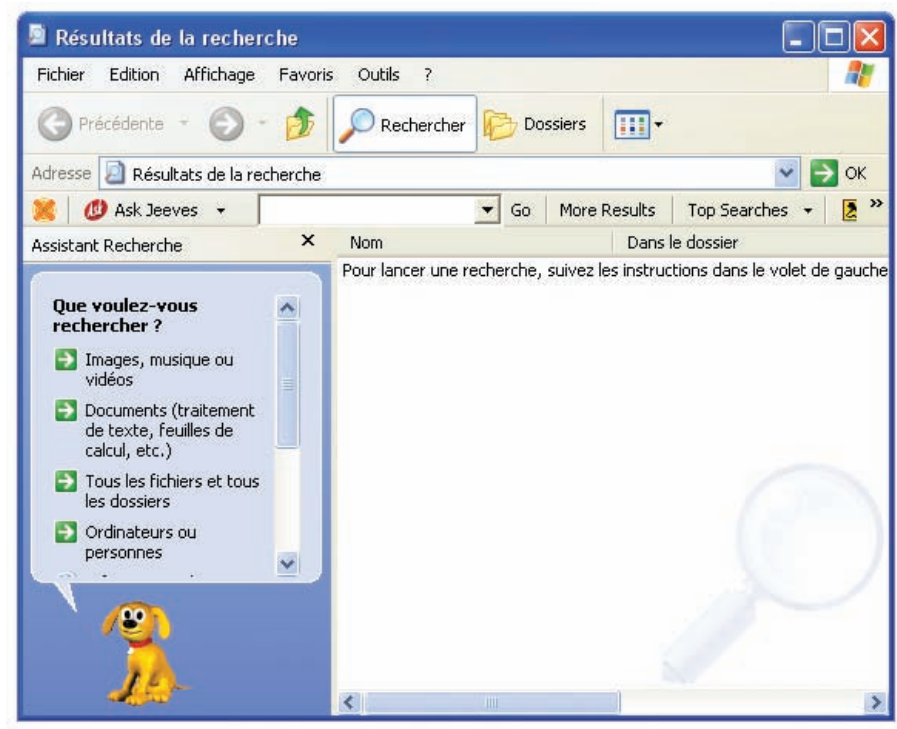 Résultats de la recherche
Fichier Edition Affichage Favoris Outils ?
Précédente Rechercher Dossiers
Adresse Résultats de la recherche OK
Ask Jeeves Go More Results Top Searches »
Assistant Recherche X Nom Dans le dossier
Pour lancer une recherche, suivez les instructions dans le volet de gauche
Que voulez-vous
rechercher ?
Images, musique ou
vidéos
Documents (traitement
de texte, feuilles de
calcul, etc.)
Tous les fichiers et tous
les dossiers
Ordinateurs ou
personnes